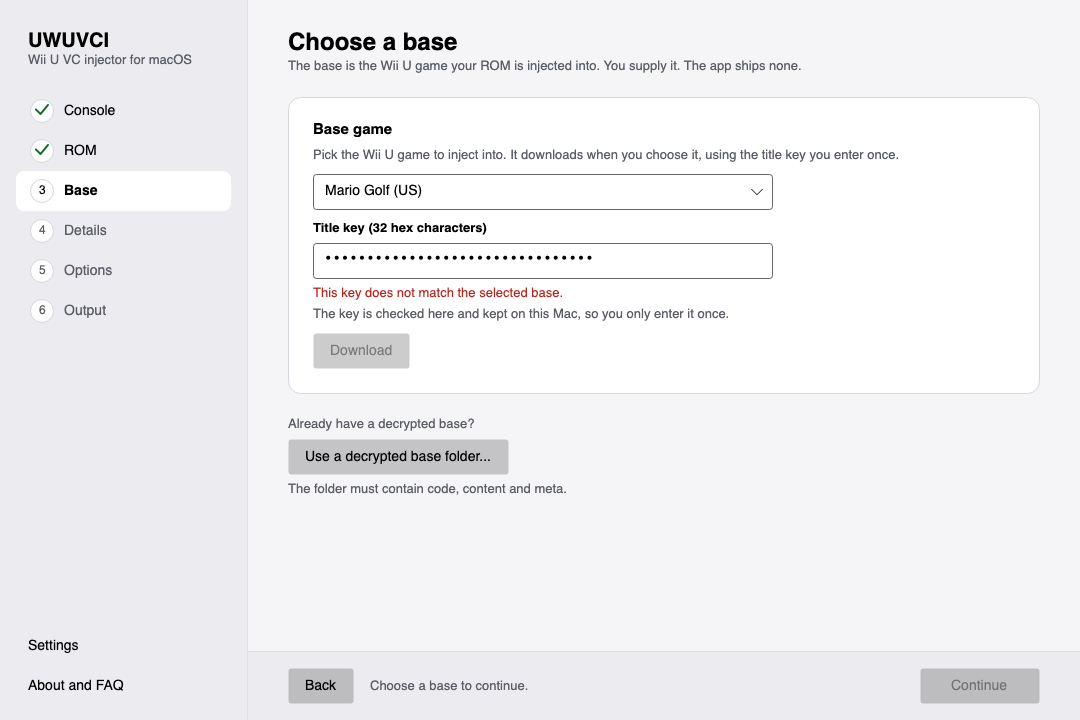 UWUVCI
Wii U VC injector for macOS
Console
ROM
3 Base
4 Details
5 Options
6 Output
Settings
About and FAQ
Choose a base
The base is the Wii U game your ROM is injected into. You supply it. The app ships none.
Base game
Pick the Wii U game to inject into. It downloads when you choose it, using the title key you enter once.
Mario Golf (US)
Title key (32 hex characters)
••••••••••••••••••••••••••••••••
This key does not match the selected base.
The key is checked here and kept on this Mac, so you only enter it once.
Download
Already have a decrypted base?
Use a decrypted base folder...
The folder must contain code, content and meta.
Back
Choose a base to continue.
Continue